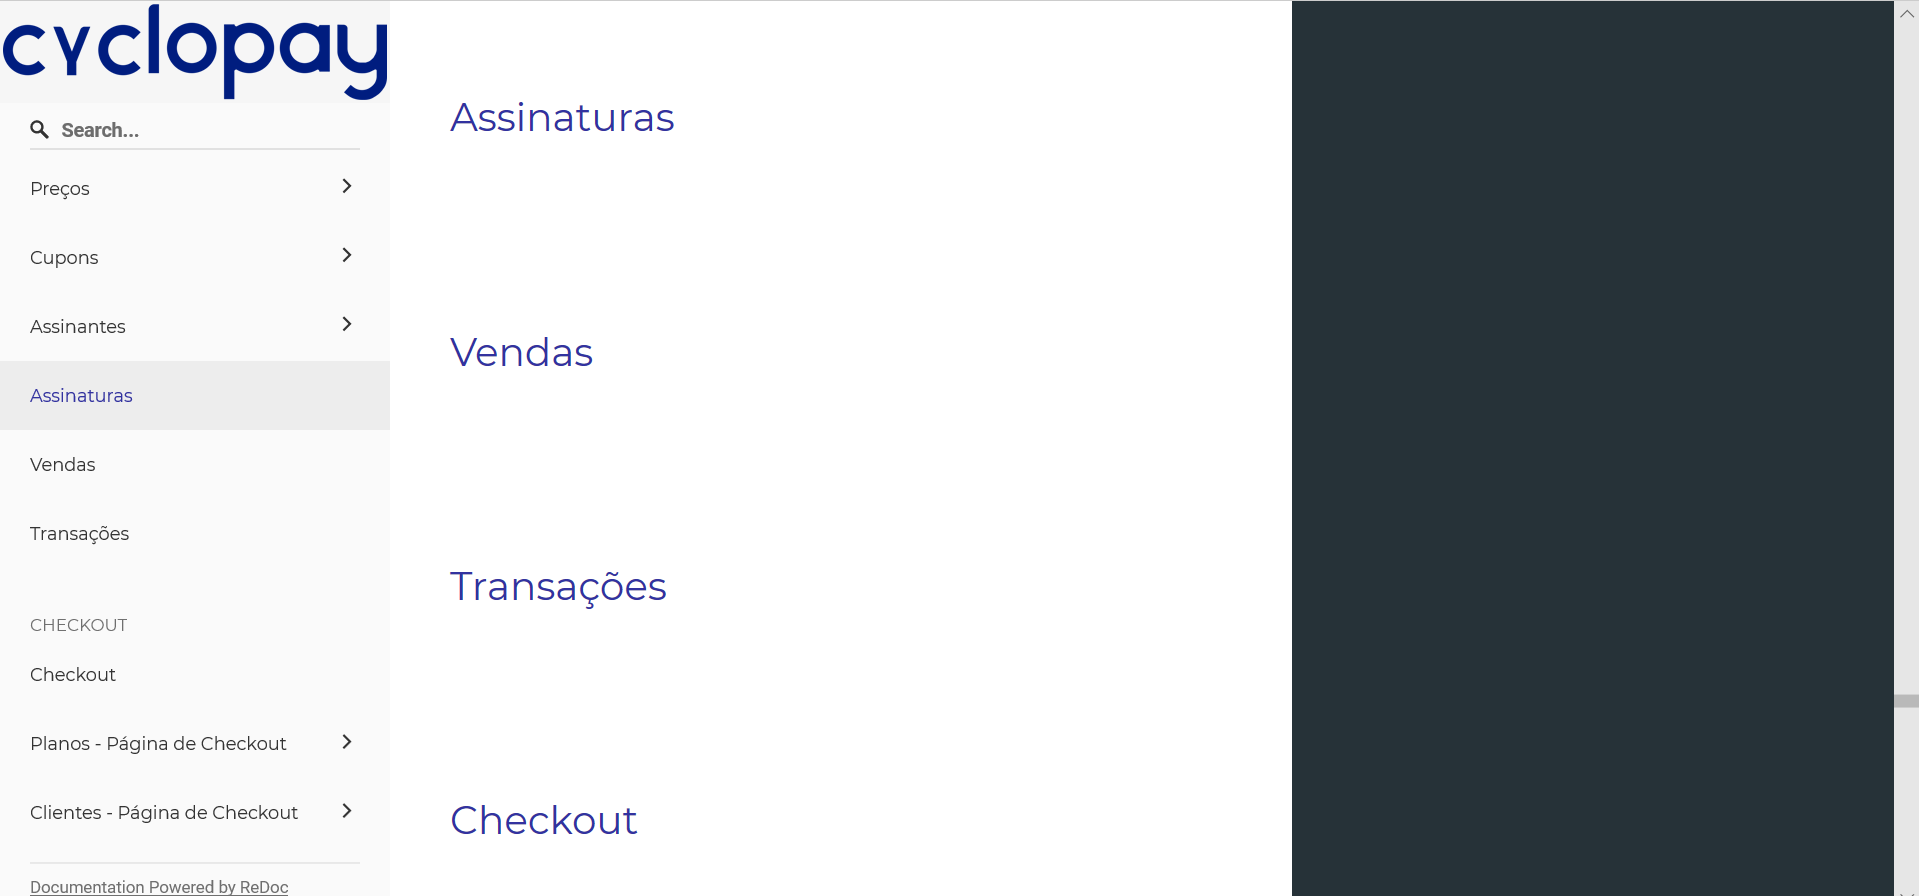 cyclopay
Search...
Preços
Cupons
Assinantes
Assinaturas
Vendas
Transações
CHECKOUT
Checkout
Planos - Página de Checkout
Clientes - Página de Checkout
Documentation Powered by ReDoc
Assinaturas
Vendas
Transações
Checkout